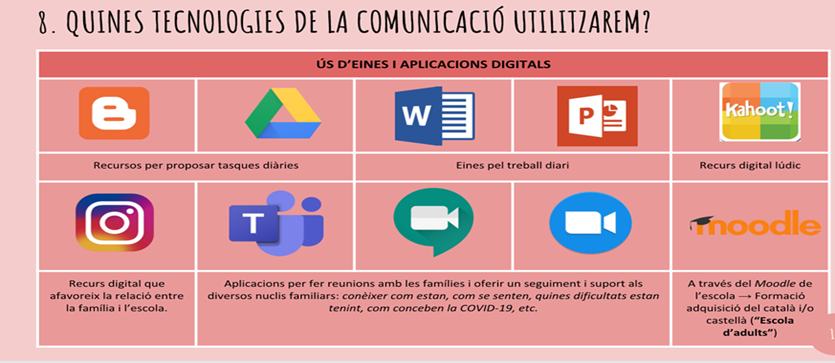 8. QUINES TECNOLOGIES DE LA COMUNICACIÓ UTILITZAREM?
ÚS D'EINES I APLICACIONS DIGITALS
W
P
Kahoot!
Recursos per proposar tasques diàries
Eines pel treball diari
Recurs digital lúdic
T
moodle
Recurs digital que
afavoreix la relació entre
la família i l'escola.
Aplicacions per fer reunions amb les famílies i oferir un seguiment i suport als
diversos nuclis familiars: conèixer com estan, com se senten, quines dificultats estan
tenint, com conceben la COVID-19, etc.
A través del Moodle de
l'escola → Formació
adquisició del català i/o
castellà ("Escola
d'adults")